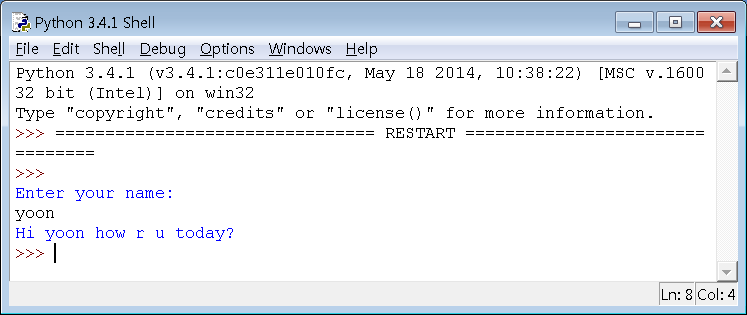 Python 3.4.1 Shell
File Edit Shell Debug Options Windows Help
Python 3.4.1 (v3.4.1:c0e311e010fc, May 18 2014, 10:38:22) [MSC v.1600
32 bit (Intel)] on win32
Type "copyright", "credits" or "license()" for more information.
>>> ================================ RESTART ========================
========
>>>
Enter your name:
yoon
Hi yoon how r u today?
>>>
Ln: 8 Col: 4